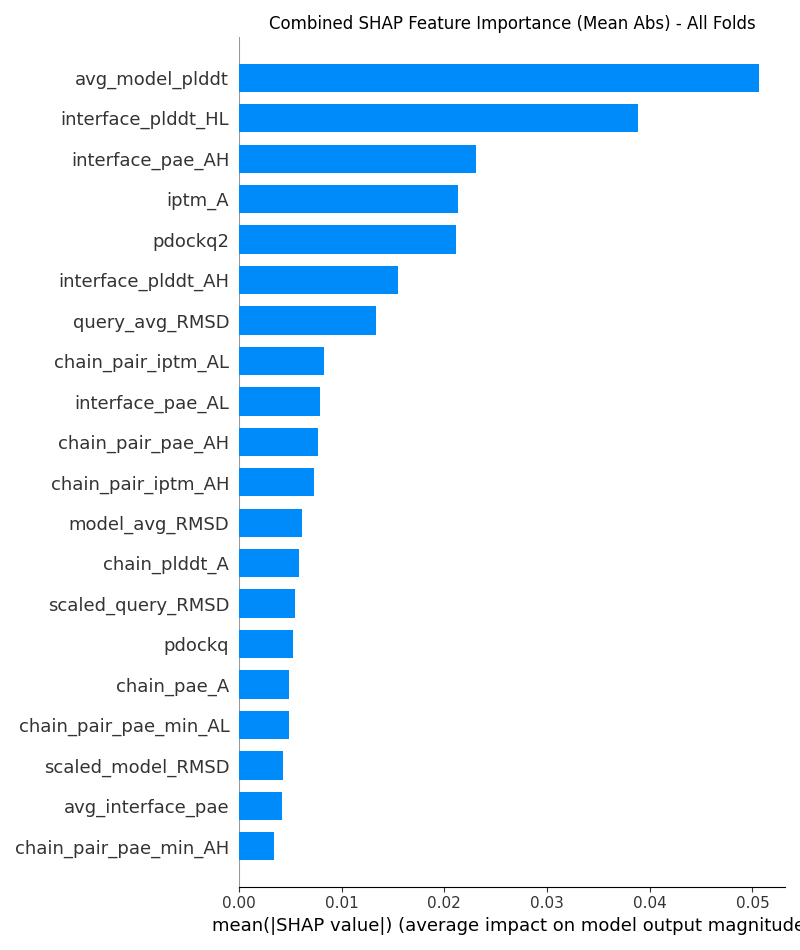 Combined SHAP Feature Importance (Mean Abs) - All Folds
avg_model_plddt
interface_plddt_HL
interface_pae_AH
iptm_A
pdockq2
interface_plddt_AH
query_avg_RMSD
chain_pair_iptm_AL
interface_pae_AL
chain_pair_pae_AH
chain_pair_iptm_AH
model_avg_RMSD
chain_plddt_A
scaled_query_RMSD
pdockq
chain_pae_A
chain_pair_pae_min_AL
scaled_model_RMSD
avg_interface_pae
chain_pair_pae_min_AH
0.00 0.01 0.02 0.03 0.04 0.05
mean(|SHAP value|) (average impact on model output magnitude